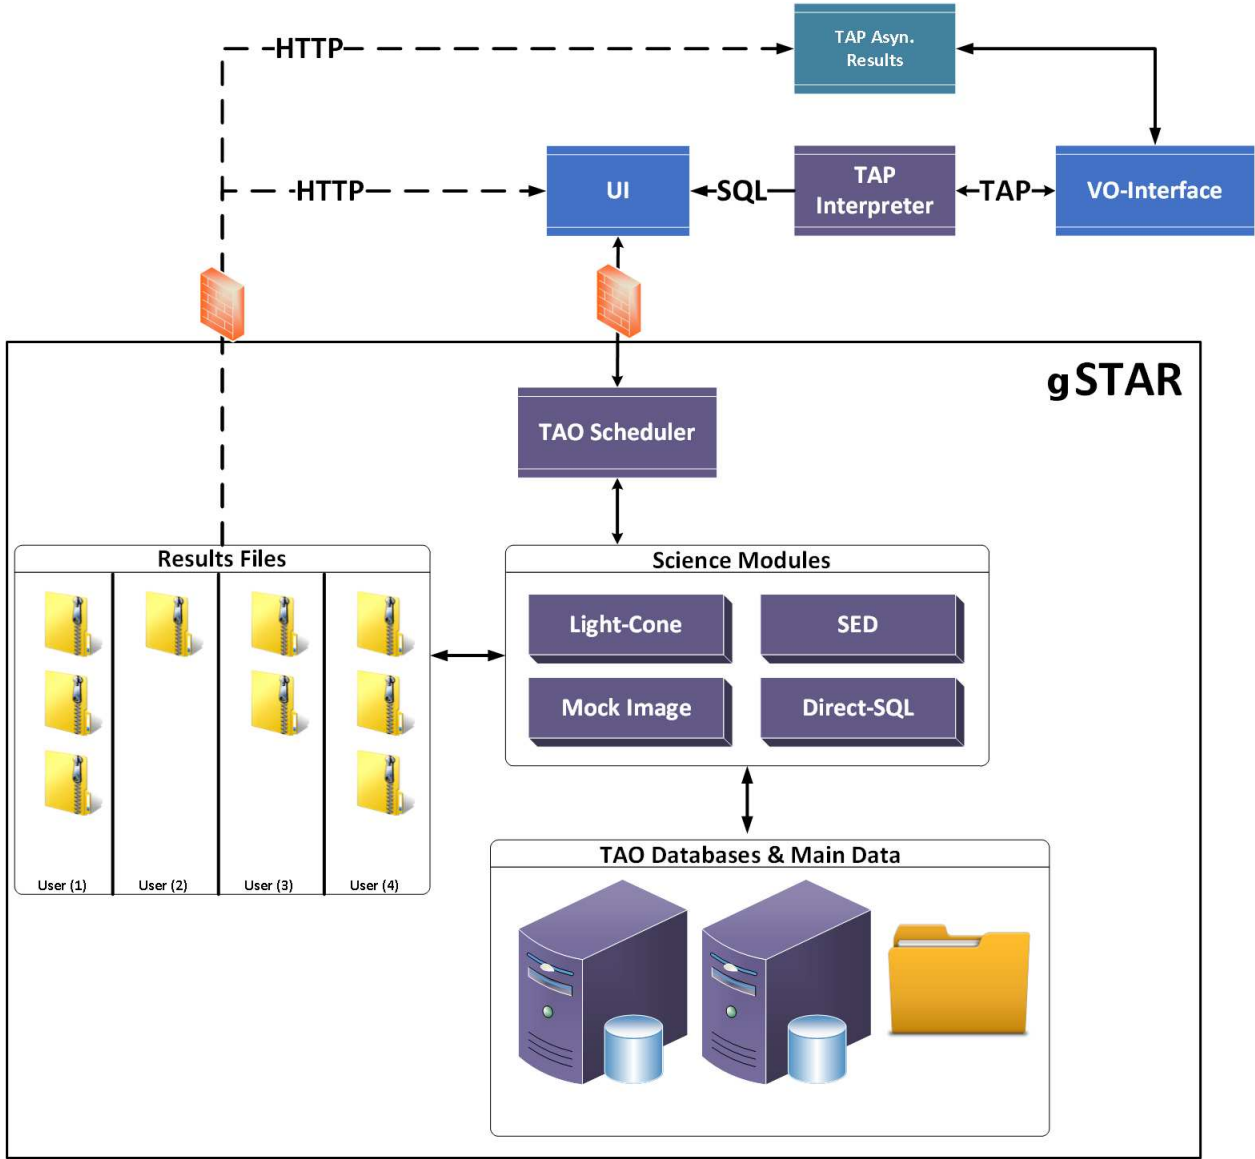 HTTP
TAP Asyn.
Results
HTTP
UI
SQL
TAP
Interpreter
TAP
VO-Interface
gSTAR
TAO Scheduler
Results Files
User (1)
User (2)
User (3)
User (4)
Science Modules
Light-Cone
SED
Mock Image
Direct-SQL
TAO Databases & Main Data